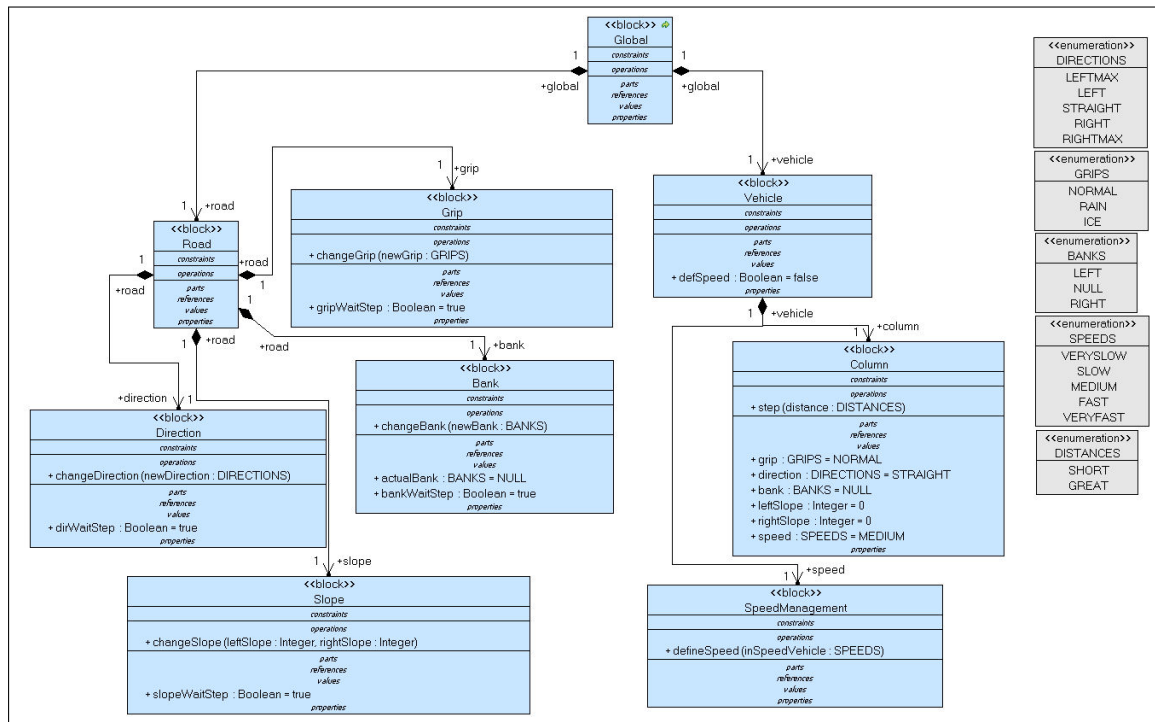 <<block>>
Global
constraints
operations
parts
references
values
properties
1
+global
1
+global
1
+road
1
+grip
1
+vehicle
<<block>>
Grip
constraints
operations
+ changeGrip (newGrip : GRIPS)
parts
references
values
+ gripWaitStep : Boolean = true
properties
<<block>>
Vehicle
constraints
operations
parts
references
values
+ defSpeed : Boolean = false
properties
<<block>>
Road
constraints
operations
parts
references
values
properties
1
+road
+road
1
1
+road
1
+road
1
+bank
1
+vehicle
1
+column
<<block>>
Bank
constraints
operations
+ changeBank (newBank : BANKS)
parts
references
values
+ actualBank : BANKS = NULL
+ bankWaitStep : Boolean = true
properties
<<block>>
Column
constraints
operations
+ step (distance : DISTANCES)
parts
references
values
+ grip : GRIPS = NORMAL
+ direction : DIRECTIONS = STRAIGHT
+ bank : BANKS = NULL
+ leftSlope : Integer = 0
+ rightSlope : Integer = 0
+ speed : SPEEDS = MEDIUM
properties
+direction
1
<<block>>
Direction
constraints
operations
+ changeDirection (newDirection : DIRECTIONS)
parts
references
values
+ dirWaitStep : Boolean = true
properties
1
+slope
<<block>>
Slope
constraints
operations
+ changeSlope (leftSlope : Integer, rightSlope : Integer)
parts
references
values
+ slopeWaitStep : Boolean = true
properties
1
+speed
<<block>>
SpeedManagement
constraints
operations
+ defineSpeed (inSpeedVehicle : SPEEDS)
parts
references
values
properties
<<enumeration>>
DIRECTIONS
LEFTMAX
LEFT
STRAIGHT
RIGHT
RIGHTMAX
<<enumeration>>
GRIPS
NORMAL
RAIN
ICE
<<enumeration>>
BANKS
LEFT
NULL
RIGHT
<<enumeration>>
SPEEDS
VERYSLOW
SLOW
MEDIUM
FAST
VERYFAST
<<enumeration>>
DISTANCES
SHORT
GREAT